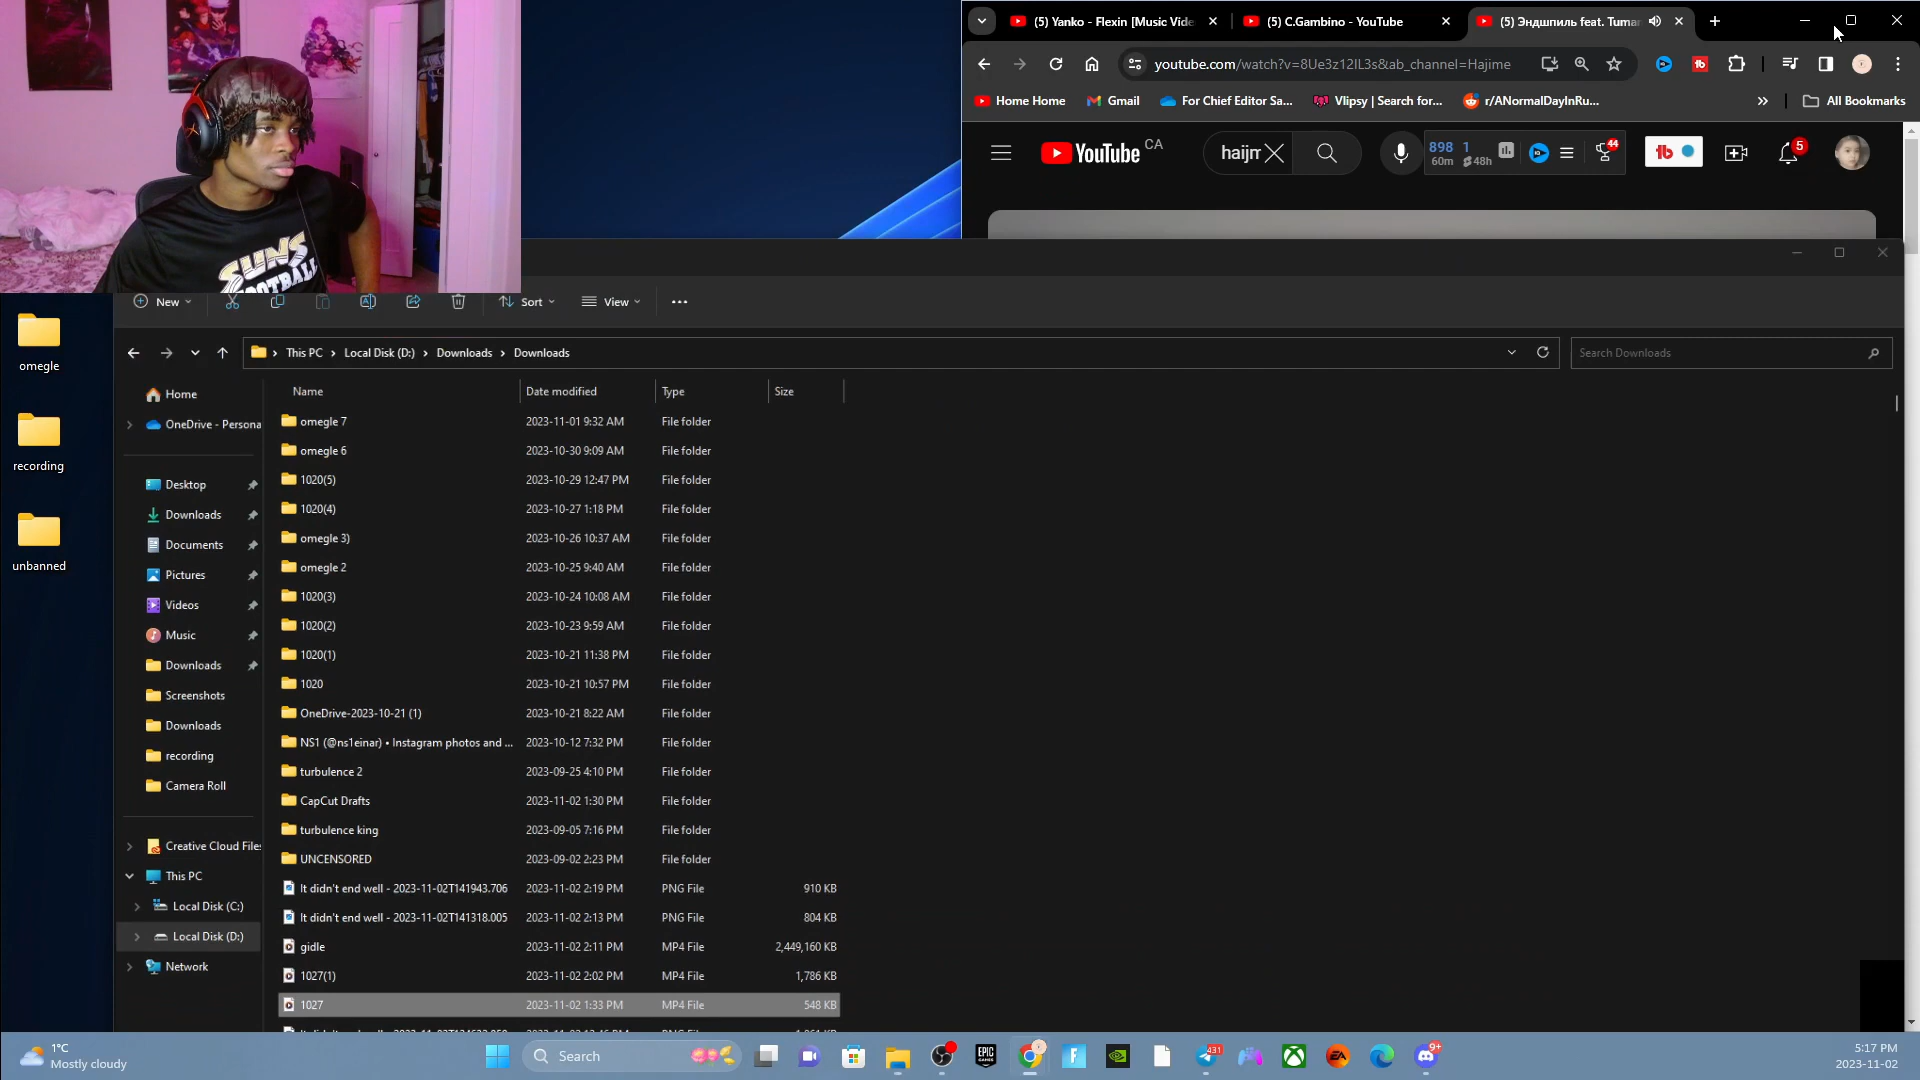 (5) Yanko - Flexin [Music Vide
(5) C.Gambino - YouTube
(5) Эндшпиль feat. Tumar
youtube.com/watch?v=8Ue3z12IL3s&ab_channel=Hajime
Home Home
Gmail
For Chief Editor Sa...
Vlipsy | Search for...
r/ANormalDayInRu...
All Bookmarks
YouTube CA
haijm
898 1
60m 48h
44
5
SUNS
FOOTBALL
New
Sort
View
omegle
recording
unbanned
This PC > Local Disk (D:) > Downloads > Downloads
Search Downloads
Home
OneDrive - Persona
Desktop
Downloads
Documents
Pictures
Videos
Music
Downloads
Screenshots
Downloads
recording
Camera Roll
Creative Cloud Files
This PC
Local Disk (C:)
Local Disk (D:)
Network
Name Date modified Type Size
omegle 7 2023-11-01 9:32 AM File folder
omegle 6 2023-10-30 9:09 AM File folder
1020(5) 2023-10-29 12:47 PM File folder
1020(4) 2023-10-27 1:18 PM File folder
omegle 3) 2023-10-26 10:37 AM File folder
omegle 2 2023-10-25 9:40 AM File folder
1020(3) 2023-10-24 10:08 AM File folder
1020(2) 2023-10-23 9:59 AM File folder
1020(1) 2023-10-21 11:38 PM File folder
1020 2023-10-21 10:57 PM File folder
OneDrive-2023-10-21 (1) 2023-10-21 8:22 AM File folder
NS1 (@ns1einar) • Instagram photos and ... 2023-10-12 7:32 PM File folder
turbulence 2 2023-09-25 4:10 PM File folder
CapCut Drafts 2023-11-02 1:30 PM File folder
turbulence king 2023-09-05 7:16 PM File folder
UNCENSORED 2023-09-02 2:23 PM File folder
It didn't end well - 2023-11-02T141943.706 2023-11-02 2:19 PM PNG File 910 KB
It didn't end well - 2023-11-02T141318.005 2023-11-02 2:13 PM PNG File 804 KB
gidle 2023-11-02 2:11 PM MP4 File 2,449,160 KB
1027(1) 2023-11-02 2:02 PM MP4 File 1,786 KB
1027 2023-11-02 1:33 PM MP4 File 548 KB
1°C
Mostly cloudy
Search
EPIC GAMES
431
9+
5:17 PM
2023-11-02